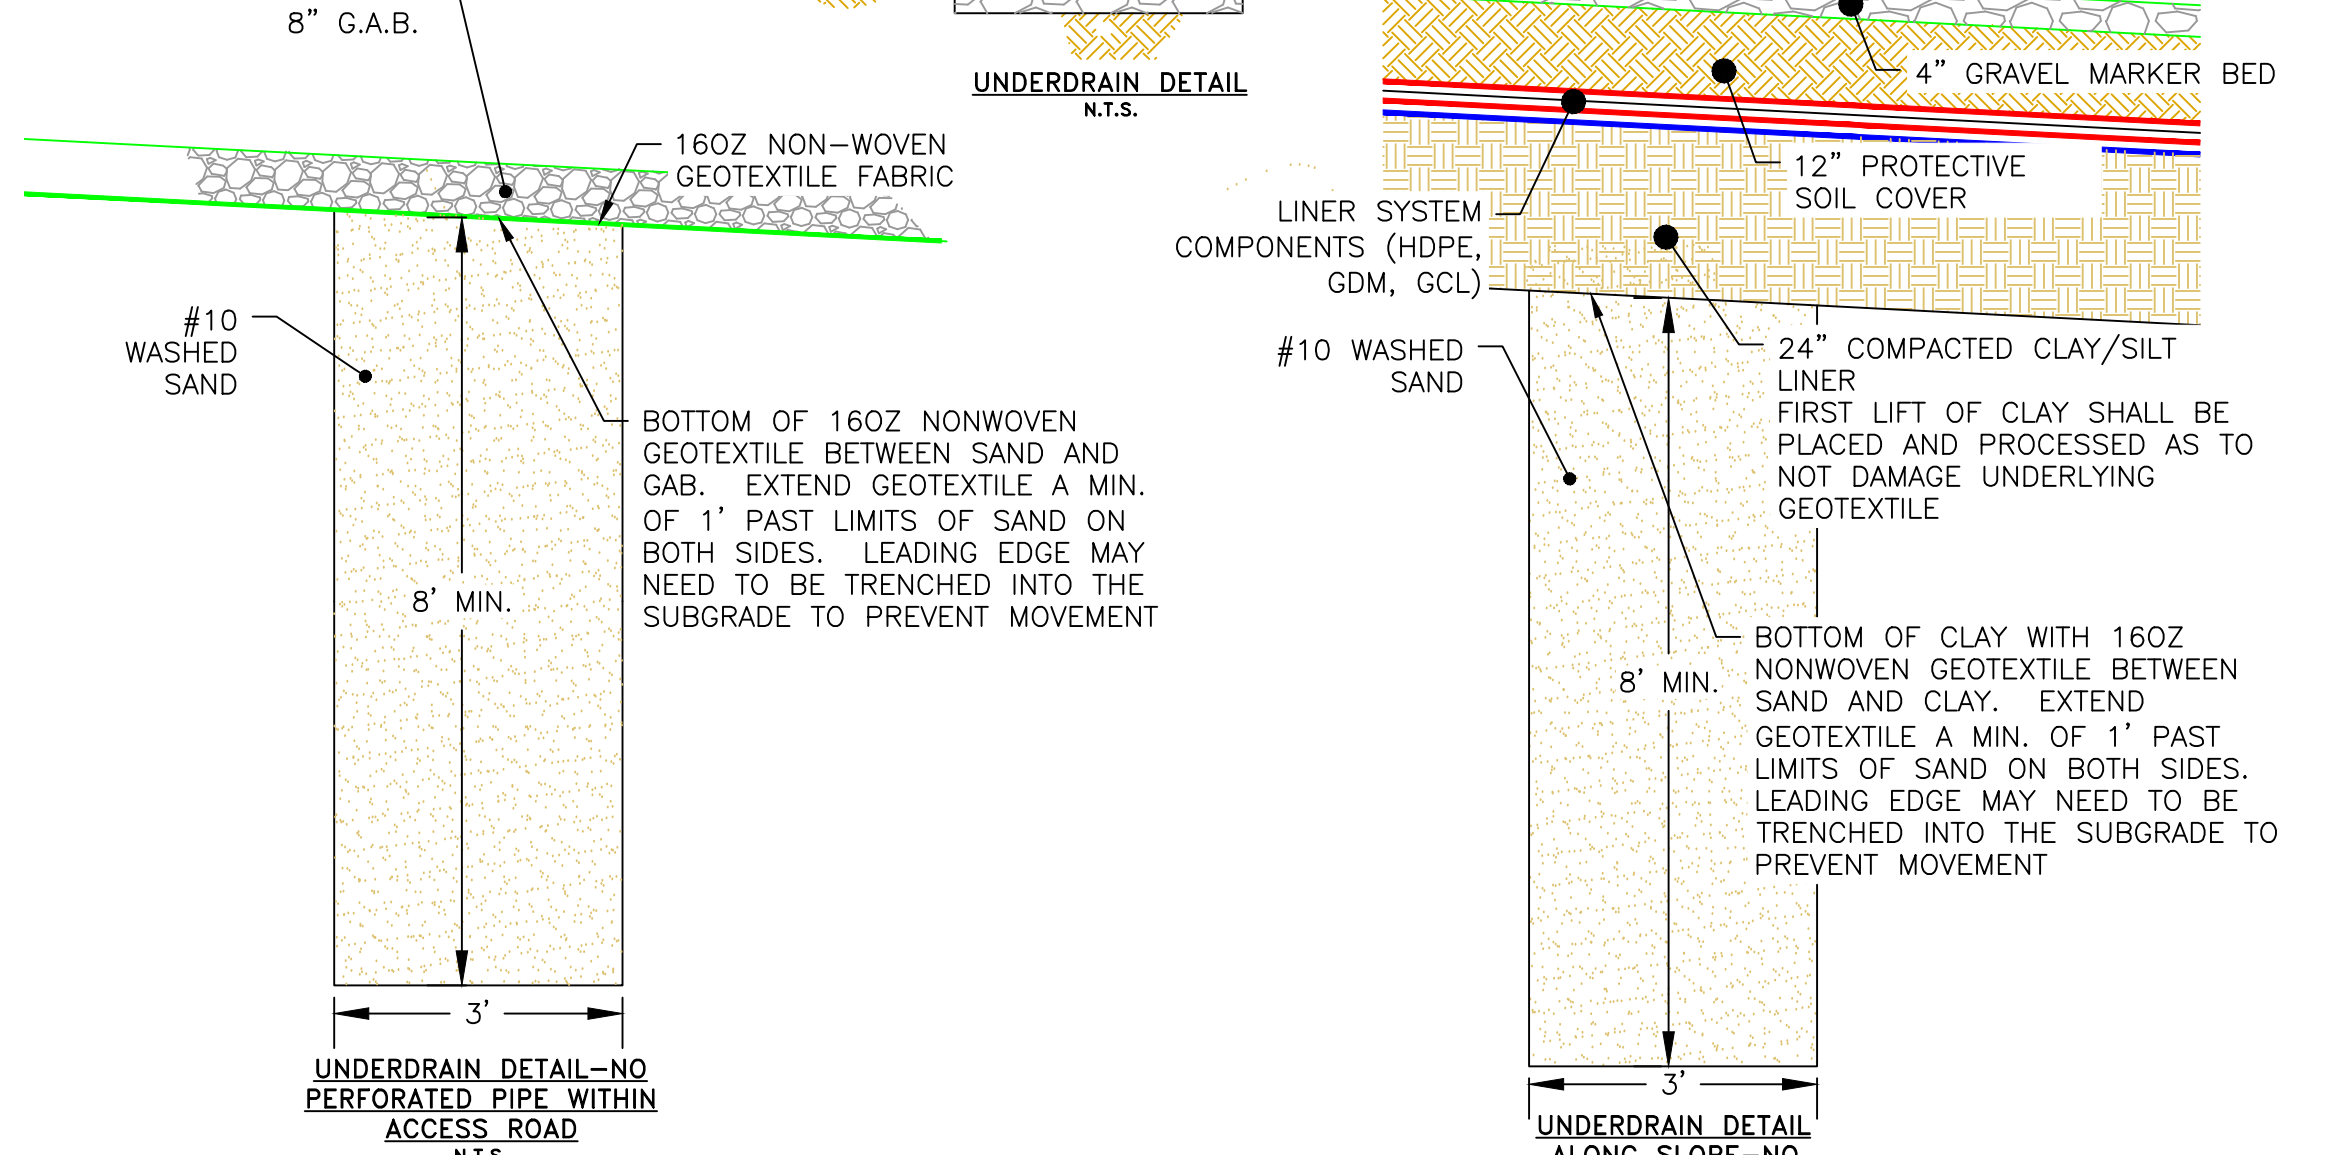 8" G.A.B.
UNDERDRAIN DETAIL
N.T.S.
4" GRAVEL MARKER BED
16OZ NON-WOVEN
GEOTEXTILE FABRIC
12" PROTECTIVE
SOIL COVER
LINER SYSTEM
COMPONENTS (HDPE,
GDM, GCL)
#10
WASHED
SAND
#10 WASHED
SAND
24" COMPACTED CLAY/SILT
LINER
FIRST LIFT OF CLAY SHALL BE
PLACED AND PROCESSED AS TO
NOT DAMAGE UNDERLYING
GEOTEXTILE
BOTTOM OF 16OZ NONWOVEN
GEOTEXTILE BETWEEN SAND AND
GAB. EXTEND GEOTEXTILE A MIN.
OF 1' PAST LIMITS OF SAND ON
BOTH SIDES. LEADING EDGE MAY
NEED TO BE TRENCHED INTO THE
SUBGRADE TO PREVENT MOVEMENT
8' MIN.
BOTTOM OF CLAY WITH 16OZ
NONWOVEN GEOTEXTILE BETWEEN
SAND AND CLAY. EXTEND
GEOTEXTILE A MIN. OF 1' PAST
LIMITS OF SAND ON BOTH SIDES.
LEADING EDGE MAY NEED TO BE
TRENCHED INTO THE SUBGRADE TO
PREVENT MOVEMENT
8' MIN.
3'
UNDERDRAIN DETAIL-NO
PERFORATED PIPE WITHIN
ACCESS ROAD
N.T.S.
3'
UNDERDRAIN DETAIL
ALONG SLOPE-NO